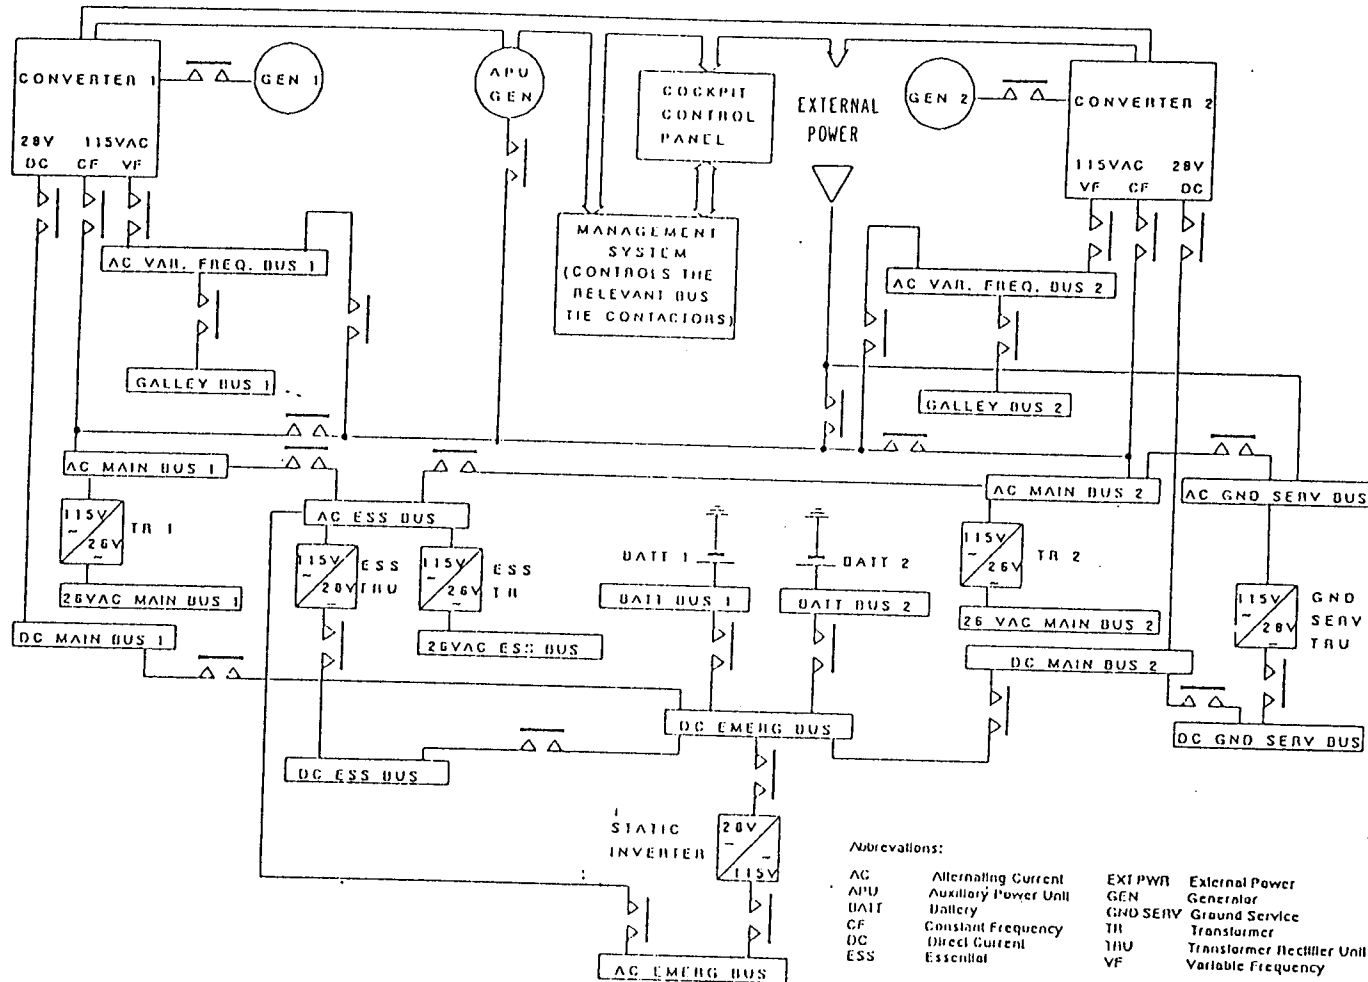 CONVERTER 1
28V 115VAC
DC CF VF
GEN 1
APU
GEN
COCKPIT
CONTROL
PANEL
EXTERNAL
POWER
GEN 2
CONVERTER 2
115VAC 28V
VF CF DC
MANAGEMENT
SYSTEM
(CONTROLS THE
RELEVANT BUS
TIE CONTACTORS)
AC VAR. FREQ. BUS 1
AC VAR. FREQ. BUS 2
GALLEY BUS 1
GALLEY BUS 2
AC MAIN BUS 1
AC MAIN BUS 2
AC GND SERV BUS
AC ESS BUS
115V
~
26V
~
TR 1
115V
~
28V
ESS
TRU
115V
~
26V
ESS
TR
BATT 1
BATT 2
115V
~
26V
~
TR 2
26VAC MAIN BUS 1
BATT BUS 1
BATT BUS 2
115V
~
28V
GND
SERV
TRU
DC MAIN BUS 1
26VAC ESS BUS
26 VAC MAIN BUS 2
DC MAIN BUS 2
DC EMERG BUS
DC GND SERV BUS
DC ESS BUS
STATIC
INVERTER
28V
~
115V
AC EMERG BUS
Abbrevations:
AC Alternating Current
APU Auxiliary Power Unit
BATT Battery
CF Constant Frequency
DC Direct Current
ESS Essential
EXT PWR External Power
GEN Generator
GND SERV Ground Service
TR Transformer
TRU Transformer Rectifier Unit
VF Variable Frequency